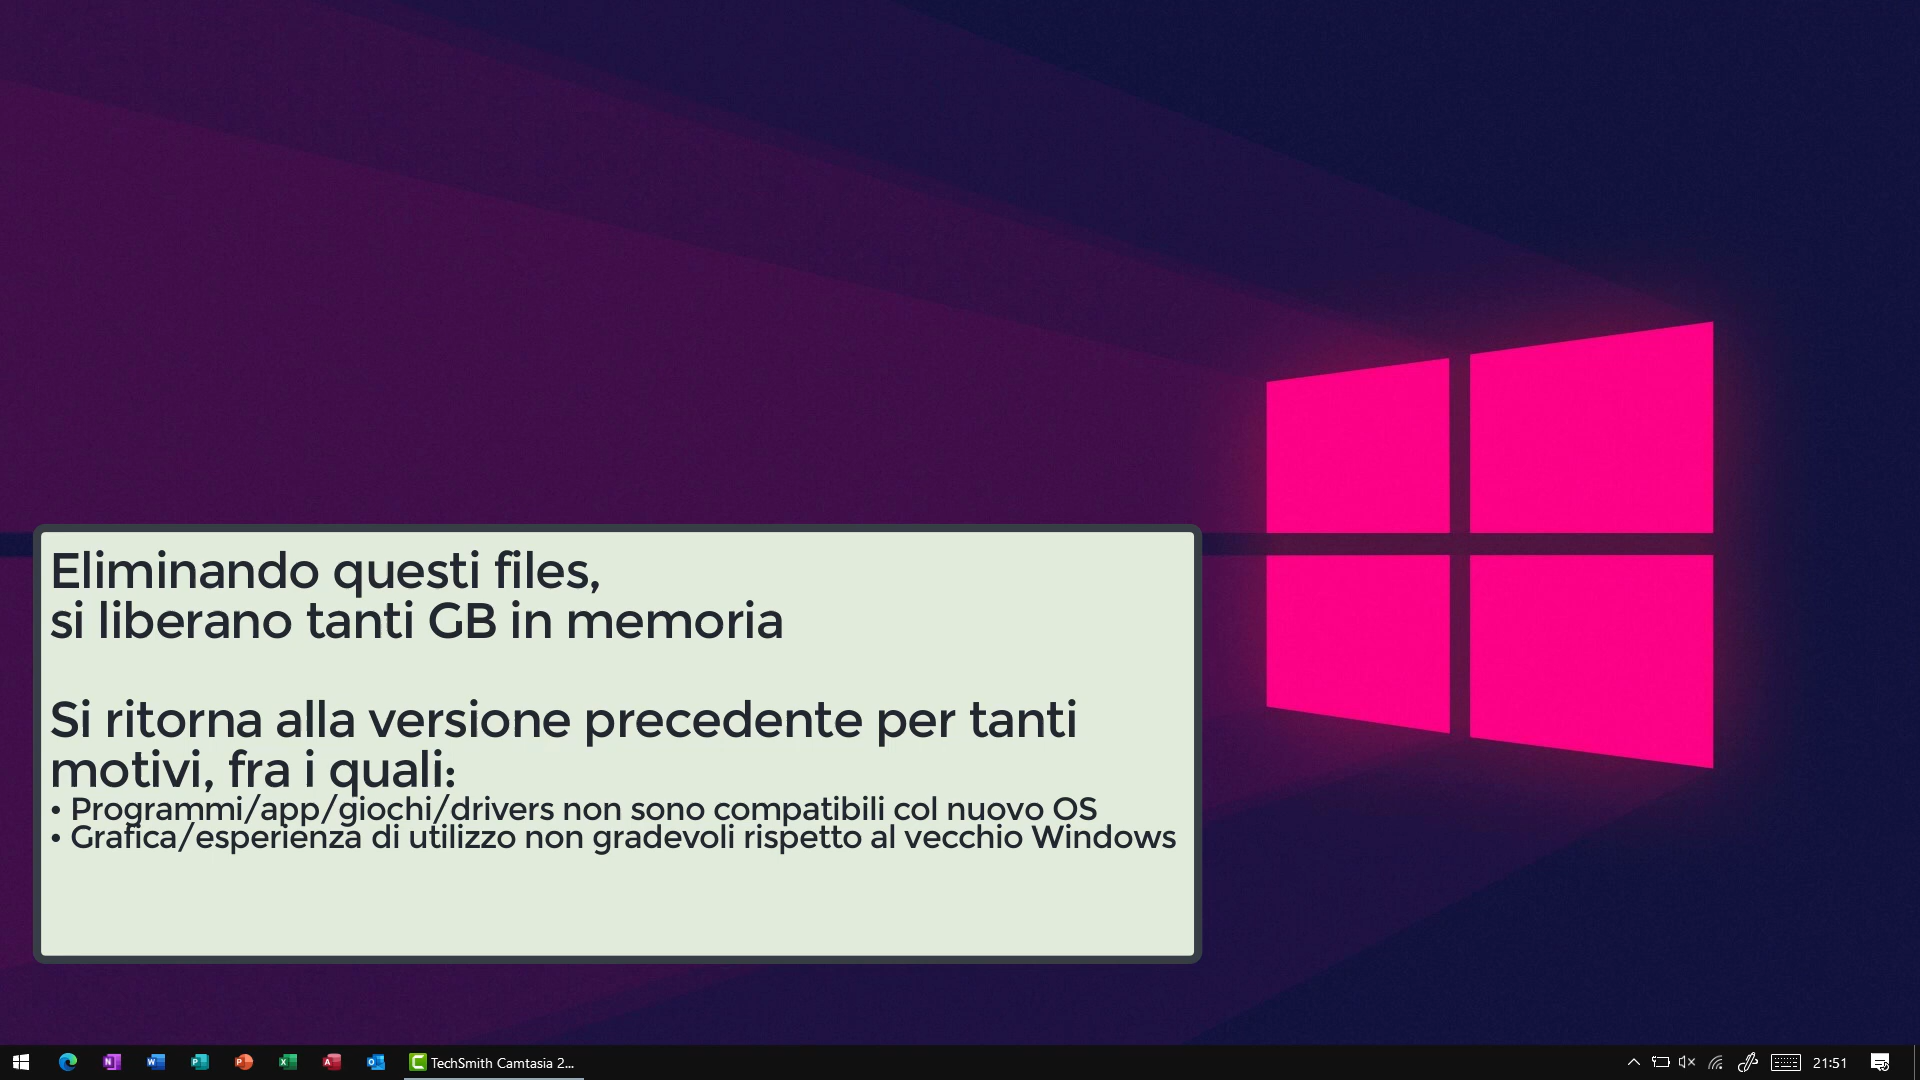 Eliminando questi files,
si liberano tanti GB in memoria
Si ritorna alla versione precedente per tanti
motivi, fra i quali:
• Programmi/app/giochi/drivers non sono compatibili col nuovo OS
• Grafica/esperienza di utilizzo non gradevoli rispetto al vecchio Windows
TechSmith Camtasia 2...
21:51